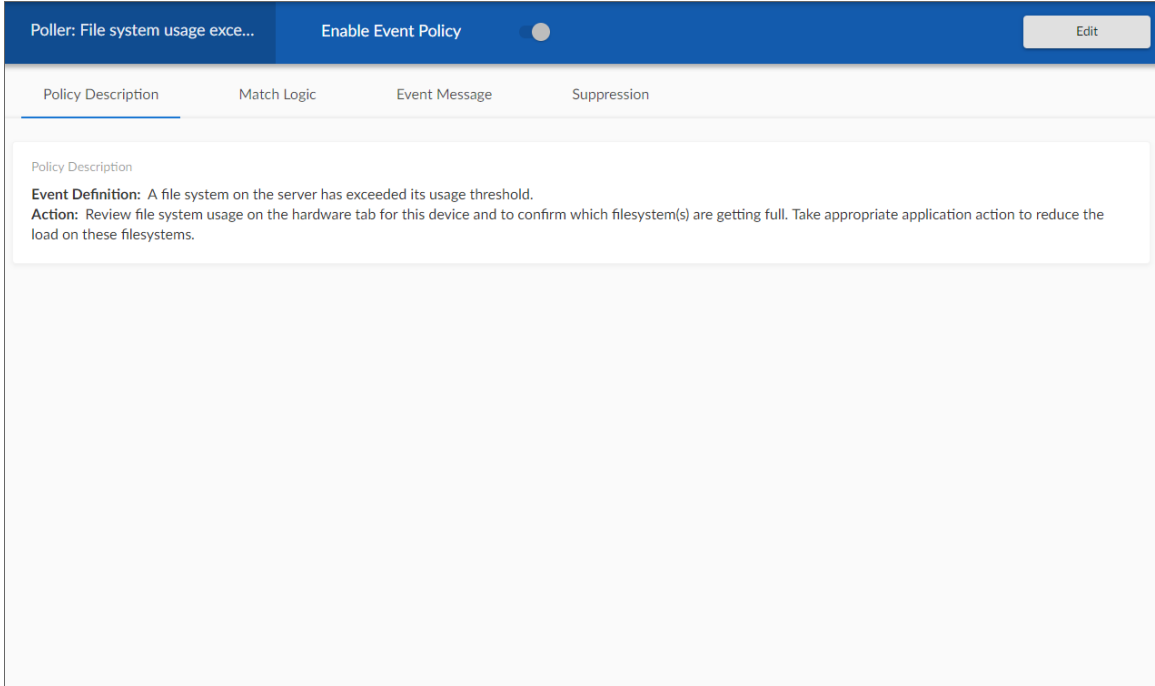 Poller: File system usage exce...
Enable Event Policy
Edit
Policy Description
Match Logic
Event Message
Suppression
Policy Description
Event Definition: A file system on the server has exceeded its usage threshold.
Action: Review file system usage on the hardware tab for this device and to confirm which filesystem(s) are getting full. Take appropriate application action to reduce the
load on these filesystems.